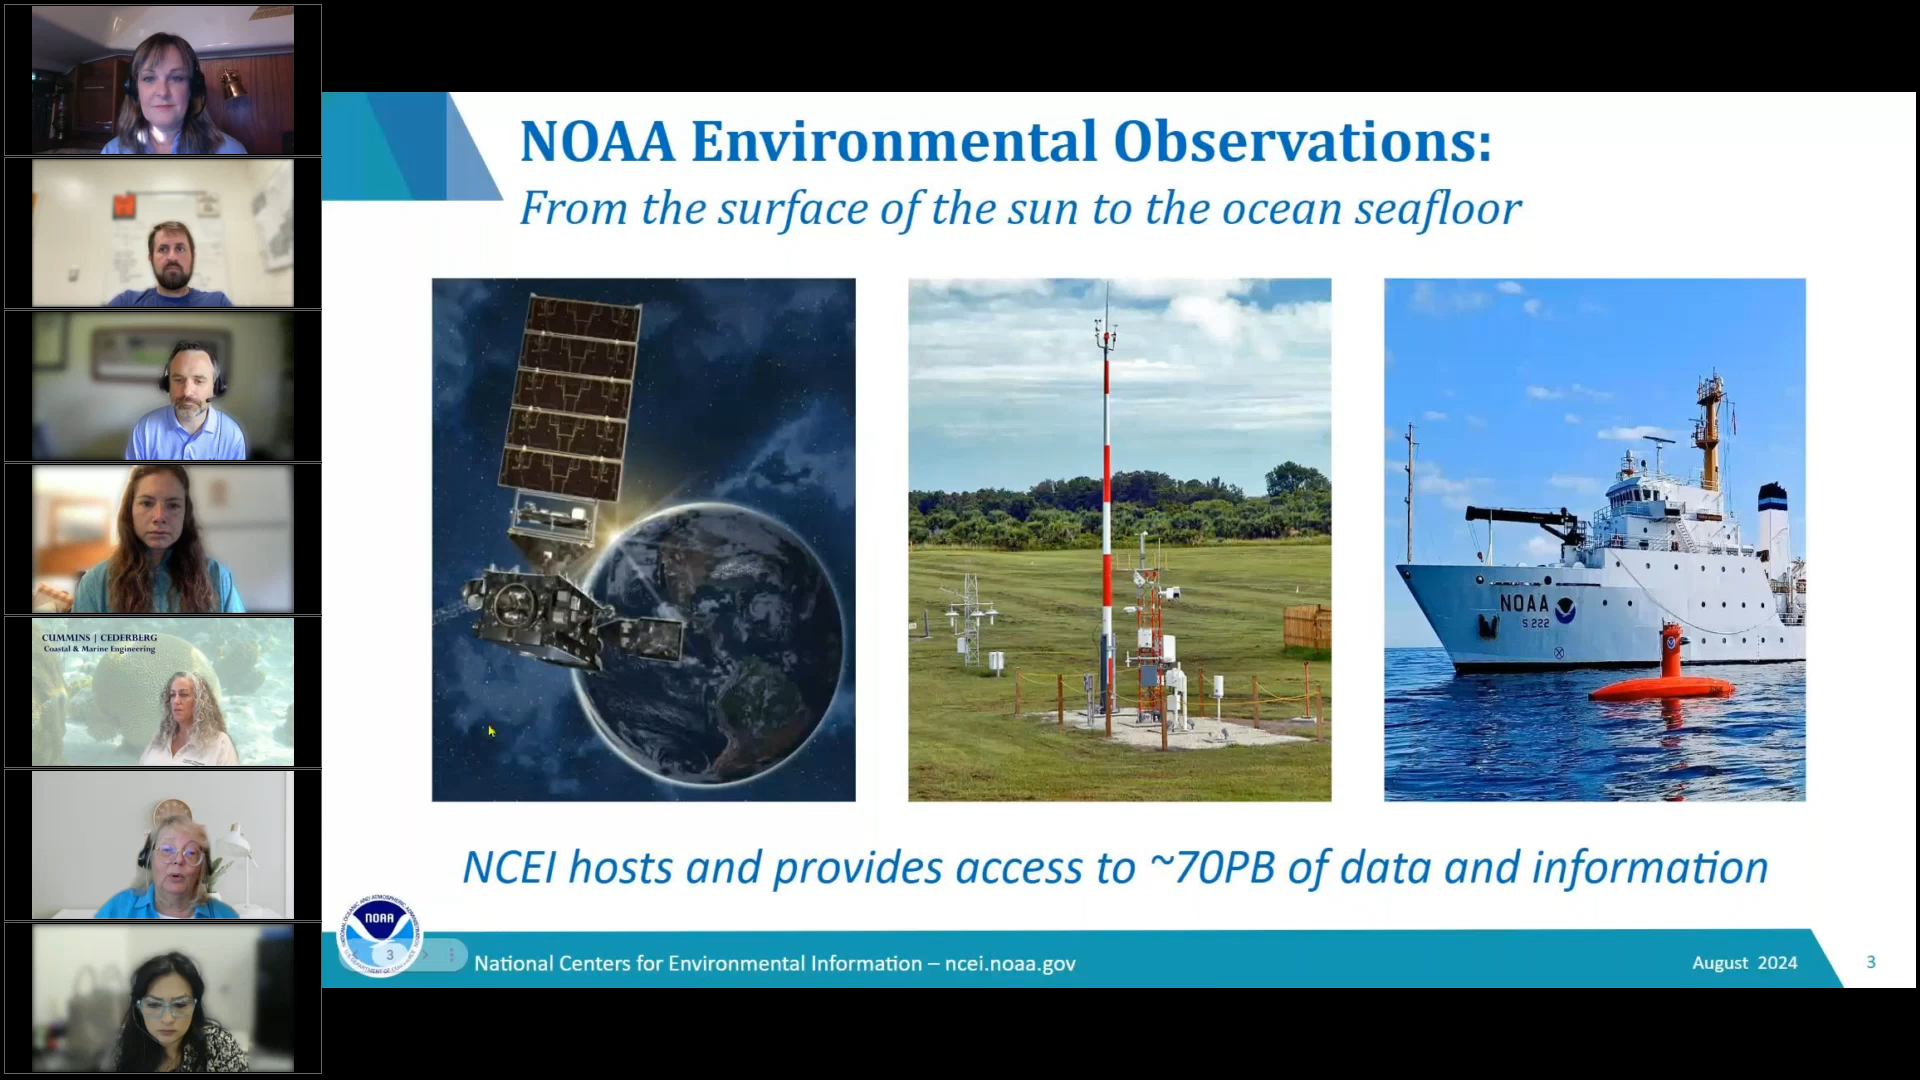 CUMMINS | CEDERBERG
Coastal & Marine Engineering
NOAA Environmental Observations:
From the surface of the sun to the ocean seafloor
NOAA
S 222
NCEI hosts and provides access to ~70PB of data and information
NOAA
3
National Centers for Environmental Information – ncei.noaa.gov
August 2024
3